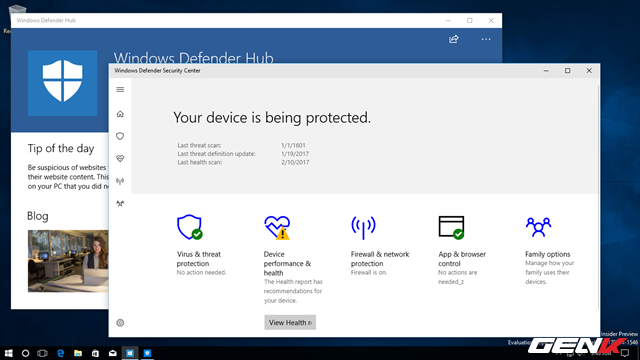 Windows Defender Hub
Windows Defender Hub
Tip of the day
Be suspicious of websites
their website content. This
on your PC that you did no
Blog
Windows Defender Security Center
Your device is being protected.
Last threat scan: 1/1/1601
Last threat definition update: 1/19/2017
Last health scan: 2/10/2017
Virus & threat
protection
No action needed.
Device
performance &
health
The Health report has
recommendations for
your device.
View Health r
Firewall & network
protection
Firewall is on.
App & browser
control
No actions are
needed_z
Family options
Manage how your
family uses their
devices.
Insider Preview
Evaluation
-1546
GENK